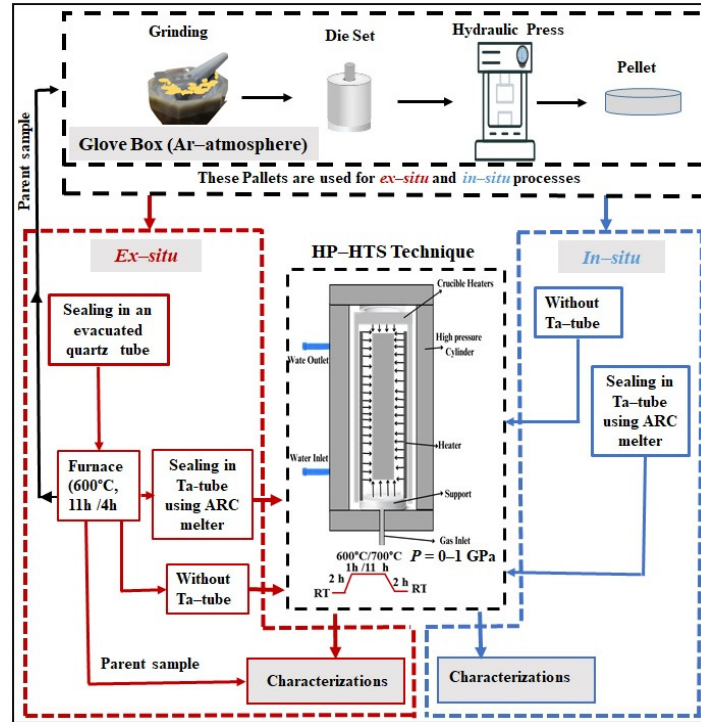 Grinding
Die Set
Hydraulic Press
Pellet
Glove Box (Ar–atmosphere)
Parent sample
These Pallets are used for ex–situ and in–situ processes
Ex–situ
HP–HTS Technique
In–situ
Sealing in an
evacuated
quartz tube
Furnace
(600°C,
11h /4h
Sealing in
Ta-tube
using ARC
melter
Without
Ta–tube
Parent sample
Characterizations
Crucible Heaters
High pressure
Cylinder
Wate Outlet
Water Inlet
Heater
Support
Gas Inlet
600°C/700°C
1h /11 h
P = 0–1 GPa
2 h
2 h
RT
RT
Without
Ta–tube
Sealing in
Ta–tube
using ARC
melter
Characterizations